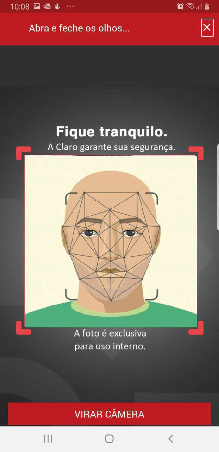 10:08
Abra e feche os olhos...
Fique tranquilo.
A Claro garante sua segurança.
A foto é exclusiva
para uso interno.
VIRAR CÂMERA